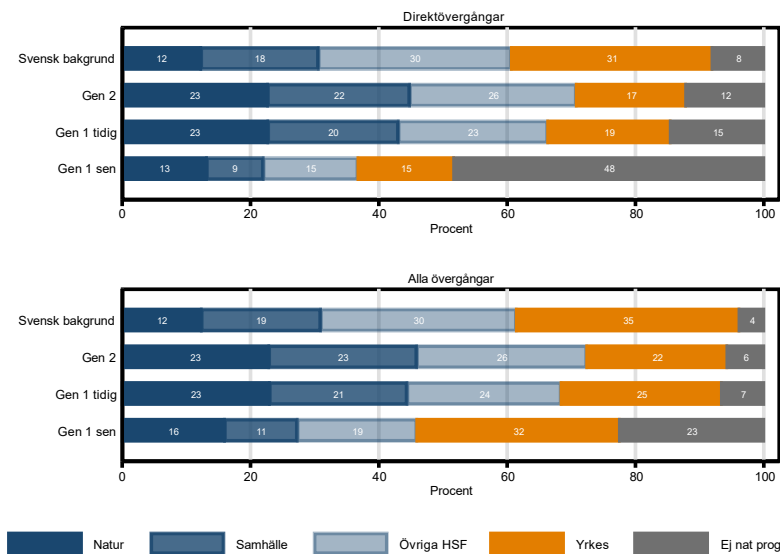 Direktövergångar
Svensk bakgrund 12 18 30 31 8
Gen 2 23 22 26 17 12
Gen 1 tidig 23 20 23 19 15
Gen 1 sen 13 9 15 15 48
0 20 40 60 80 100
Procent
Alla övergångar
Svensk bakgrund 12 19 30 35 4
Gen 2 23 23 26 22 6
Gen 1 tidig 23 21 24 25 7
Gen 1 sen 16 11 19 32 23
0 20 40 60 80 100
Procent
Natur Samhälle Övriga HSF Yrkes Ej nat prog